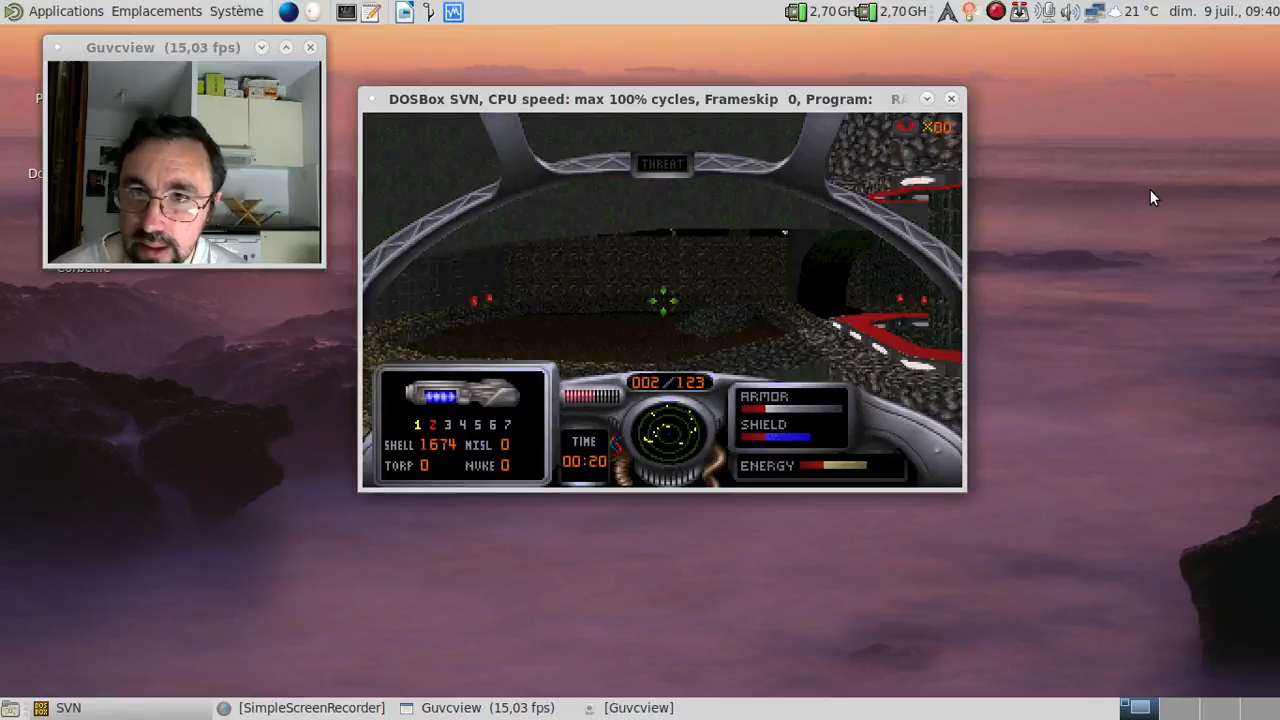 Applications Emplacements Système
2,70GH 2,70 GH 21 °C dim. 9 juil., 09:40
Guvcview (15,03 fps)
DOSBox SVN, CPU speed: max 100% cycles, Frameskip 0, Program:
X00
THREAT
002/123
1 2 3 4 5 6 7
SHELL 1674 MISL 0
TORP 0 NUKE 0
TIME
00:20
ARMOR
SHIELD
ENERGY
SVN
[SimpleScreenRecorder]
Guvcview (15,03 fps)
[Guvcview]